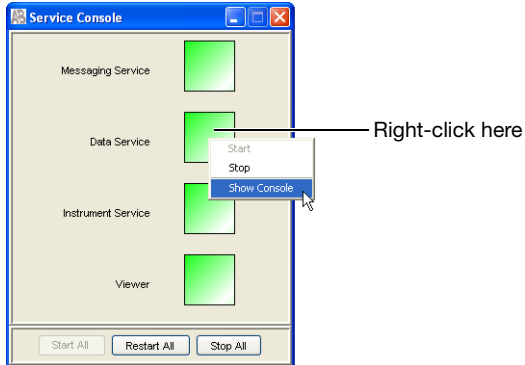 AB Service Console
Messaging Service
Data Service
Right-click here
Start
Stop
Show Console
Instrument Service
Viewer
Start All
Restart All
Stop All